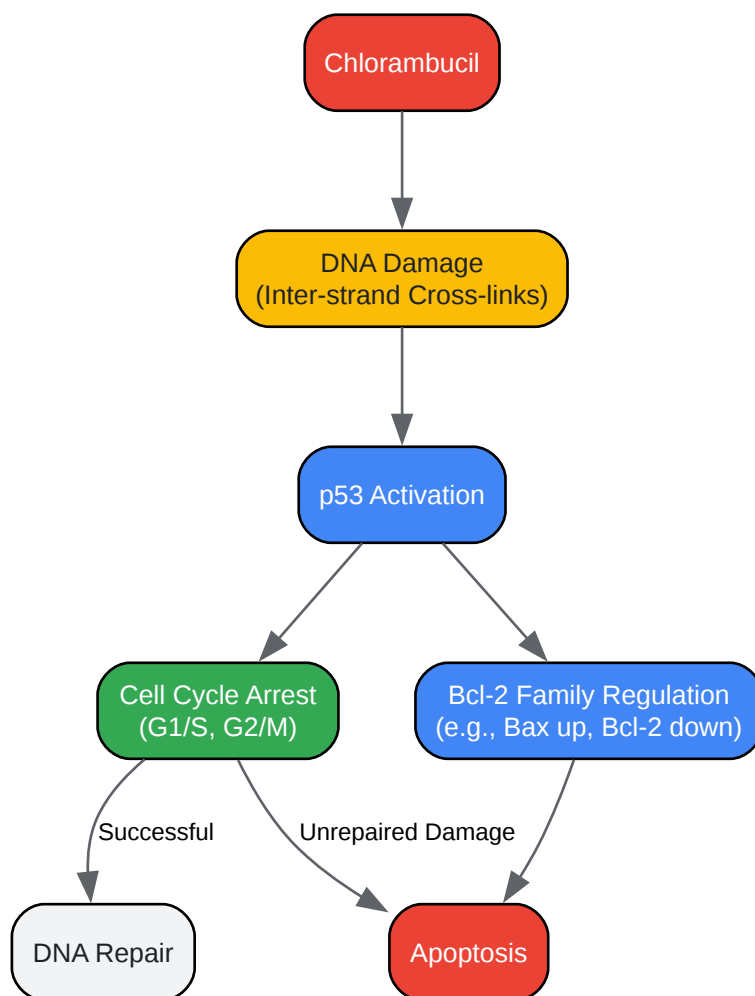 Chlorambucil
DNA Damage
(Inter-strand Cross-links)
p53 Activation
Cell Cycle Arrest
(G1/S, G2/M)
Bcl-2 Family Regulation
(e.g., Bax up, Bcl-2 down)
Successful
Unrepaired Damage
DNA Repair
Apoptosis